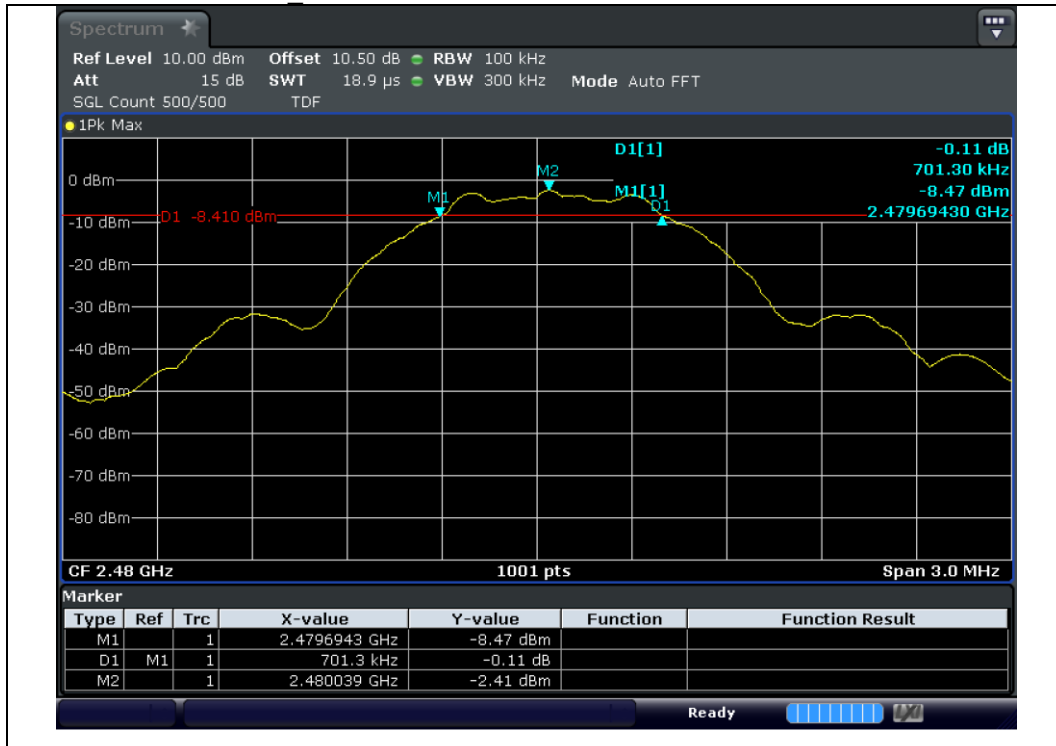 Spectrum
Ref Level 10.00 dBm Offset 10.50 dB RBW 100 kHz
Att 15 dB SWT 18.9 µs VBW 300 kHz Mode Auto FFT
SGL Count 500/500 TDF
1Pk Max
D1[1] -0.11 dB
701.30 kHz
M1[1] -8.47 dBm
2.47969430 GHz
M1
M2
D1
0 dBm
D1 -8.410 dBm
-10 dBm
-20 dBm
-30 dBm
-40 dBm
-50 dBm
-60 dBm
-70 dBm
-80 dBm
CF 2.48 GHz 1001 pts Span 3.0 MHz
Marker
Type Ref Trc X-value Y-value Function Function Result
M1 1 2.4796943 GHz -8.47 dBm
D1 M1 1 701.3 kHz -0.11 dB
M2 1 2.480039 GHz -2.41 dBm
Ready